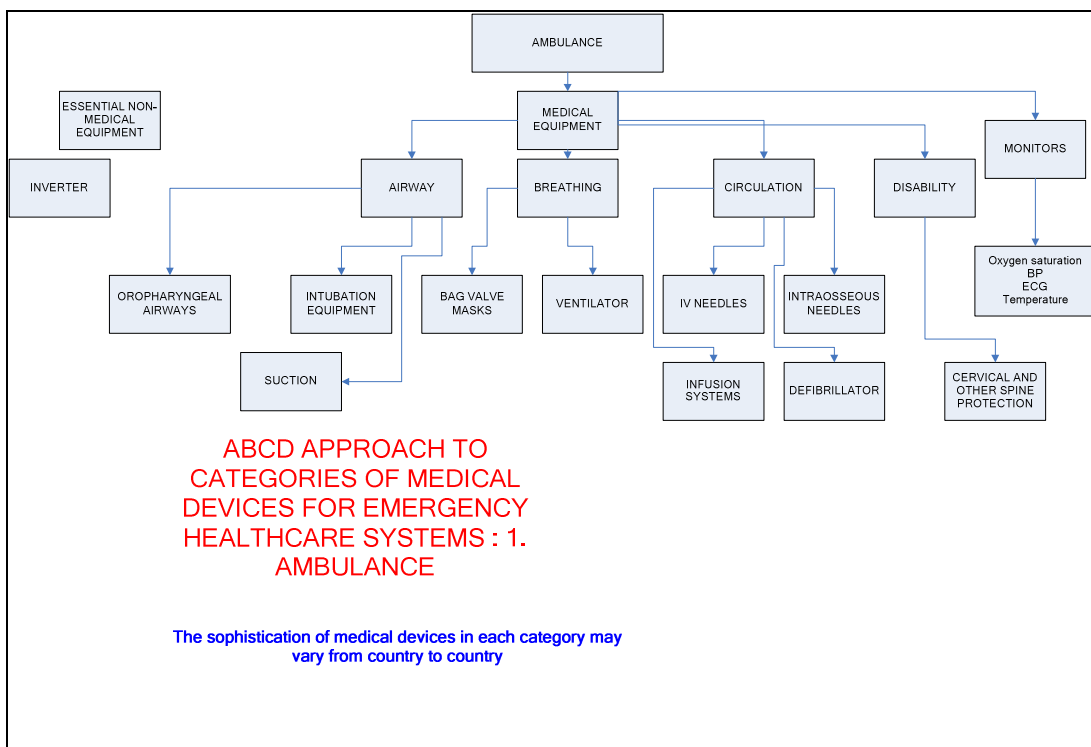 AMBULANCE
ESSENTIAL NON-
MEDICAL
EQUIPMENT
MEDICAL
EQUIPMENT
MONITORS
INVERTER
AIRWAY
BREATHING
CIRCULATION
DISABILITY
Oxygen saturation
BP
ECG
Temperature
OROPHARYNGEAL
AIRWAYS
INTUBATION
EQUIPMENT
BAG VALVE
MASKS
VENTILATOR
IV NEEDLES
INTRAOSSEOUS
NEEDLES
SUCTION
INFUSION
SYSTEMS
DEFIBRILLATOR
CERVICAL AND
OTHER SPINE
PROTECTION
ABCD APPROACH TO
CATEGORIES OF MEDICAL
DEVICES FOR EMERGENCY
HEALTHCARE SYSTEMS : 1.
AMBULANCE
The sophistication of medical devices in each category may
vary from country to country